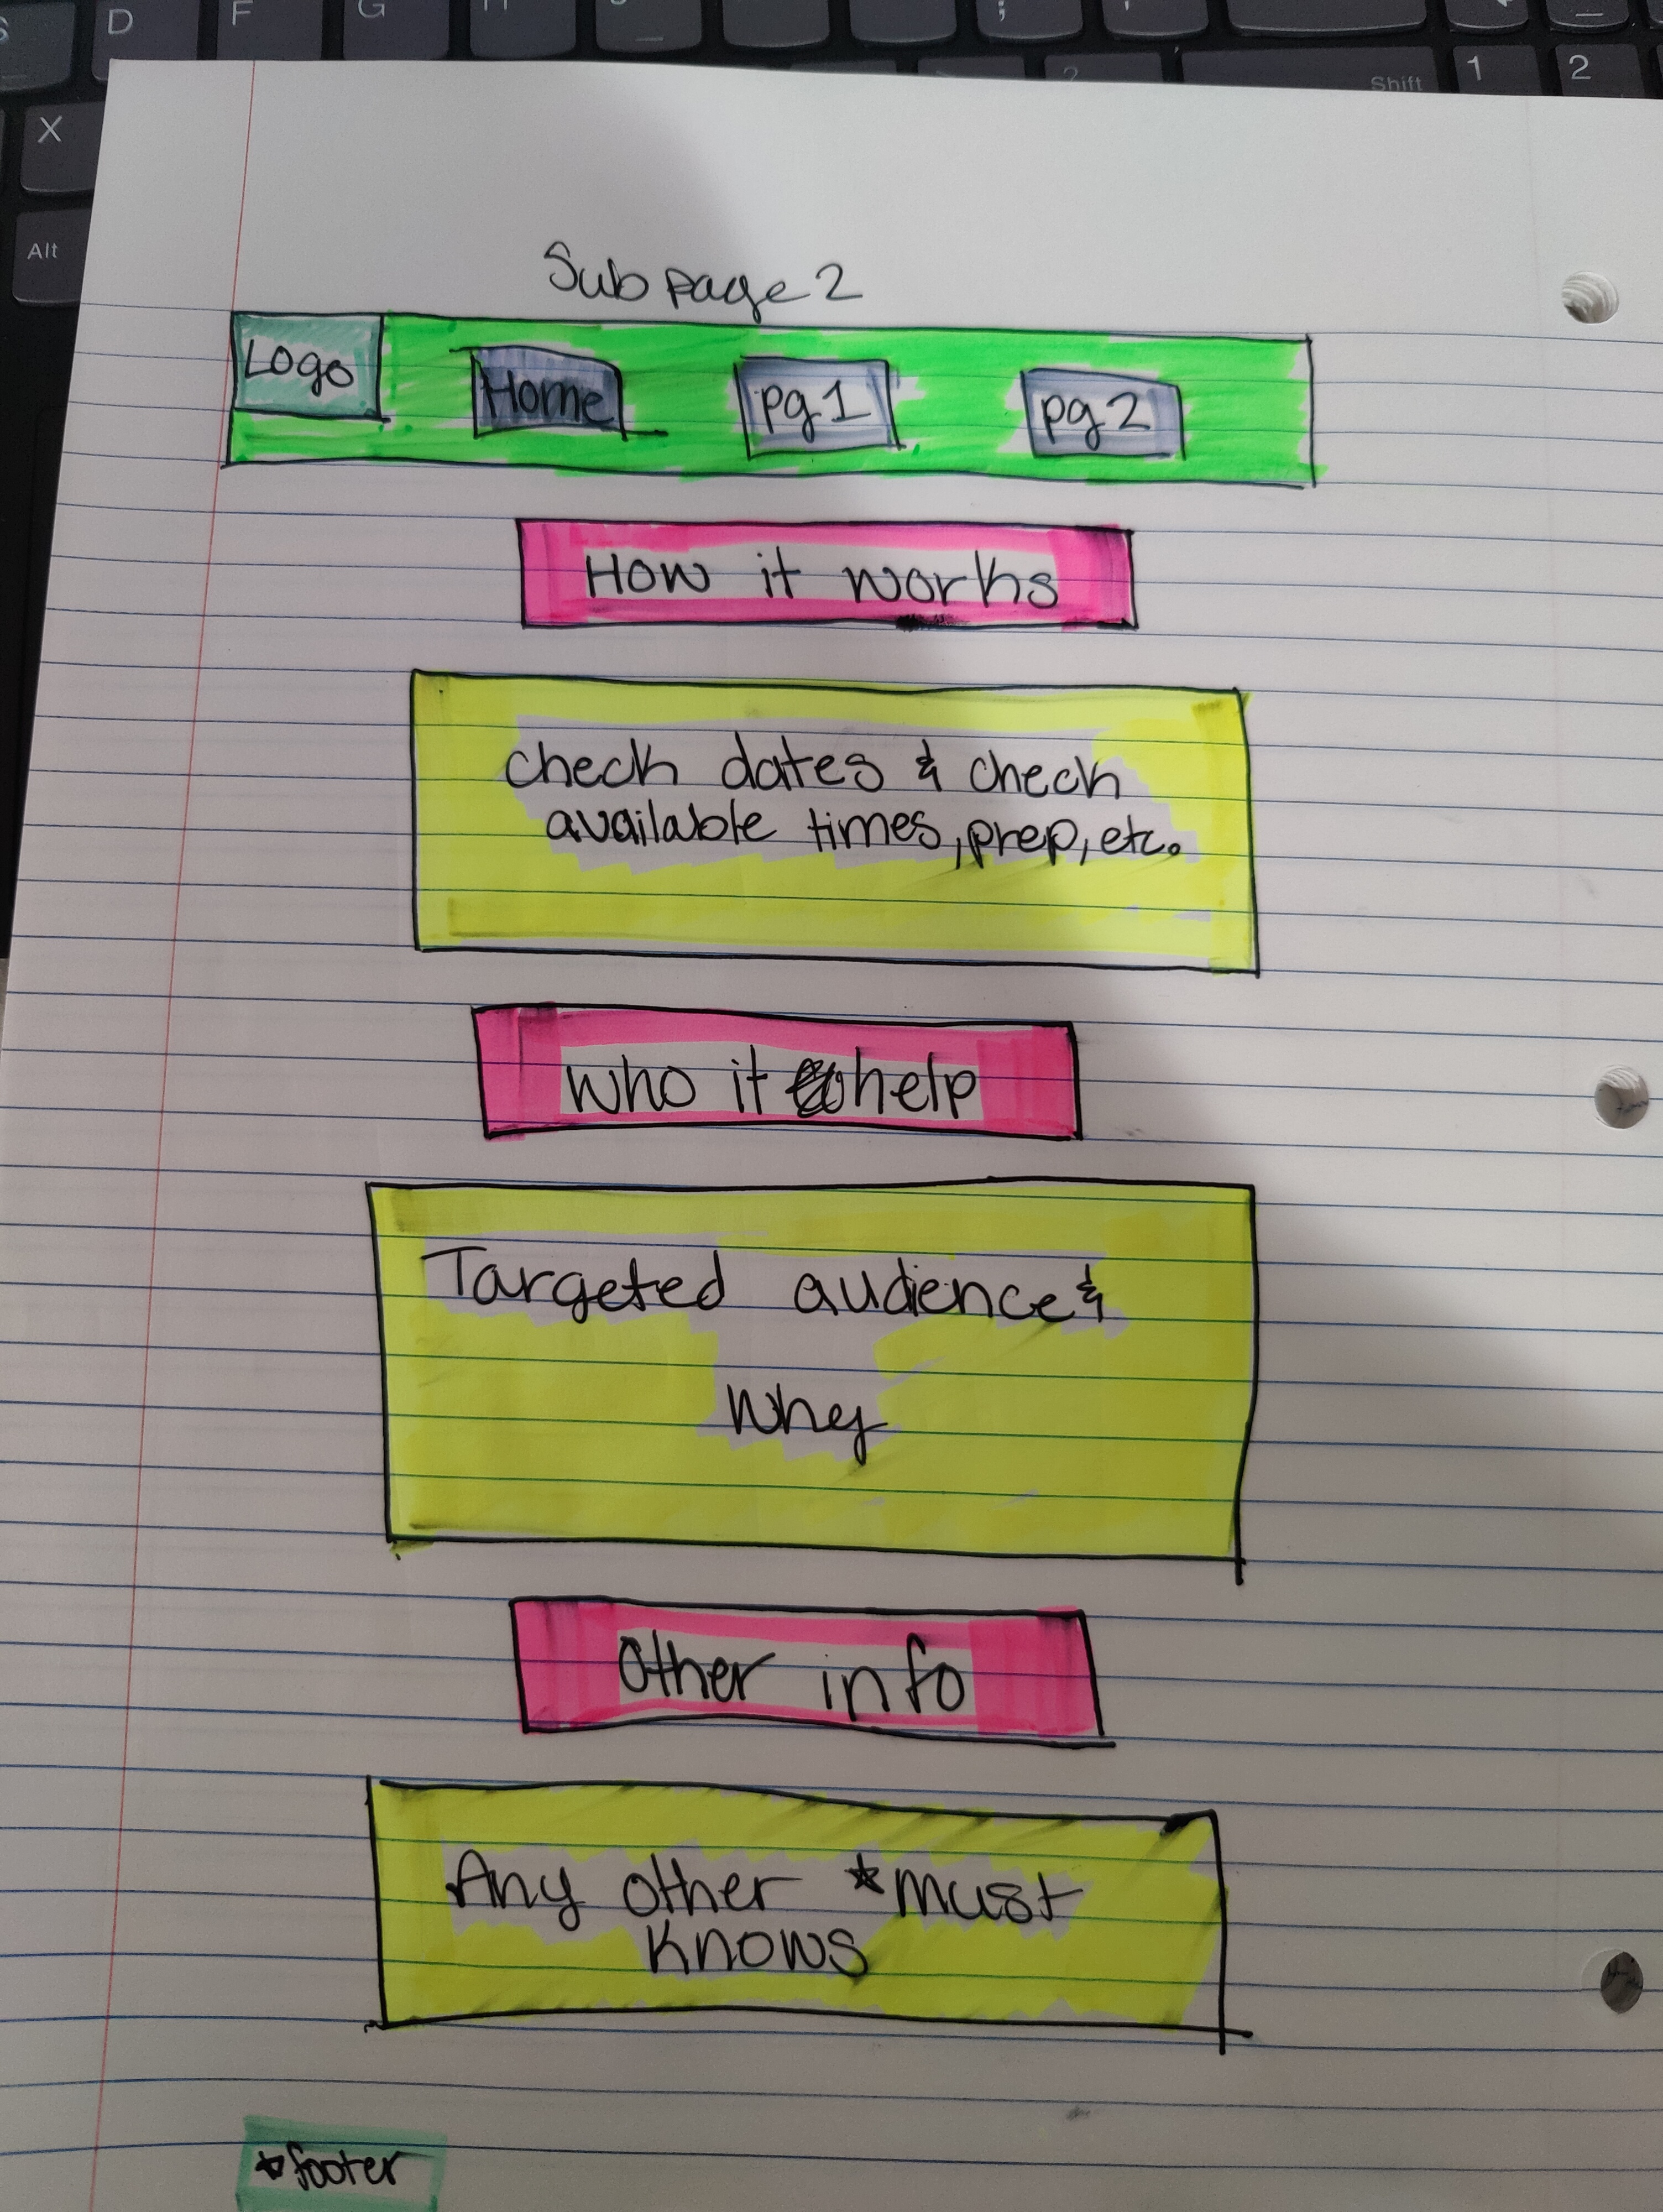 D F G
; 
Shift 1 2
X
Alt
Sub page 2
Logo Home pg 1 pg 2
How it works
check dates & check
available times, prep, etc.
who it help
Targeted audience &
Why
Other info
Any other *must
knows
*footer